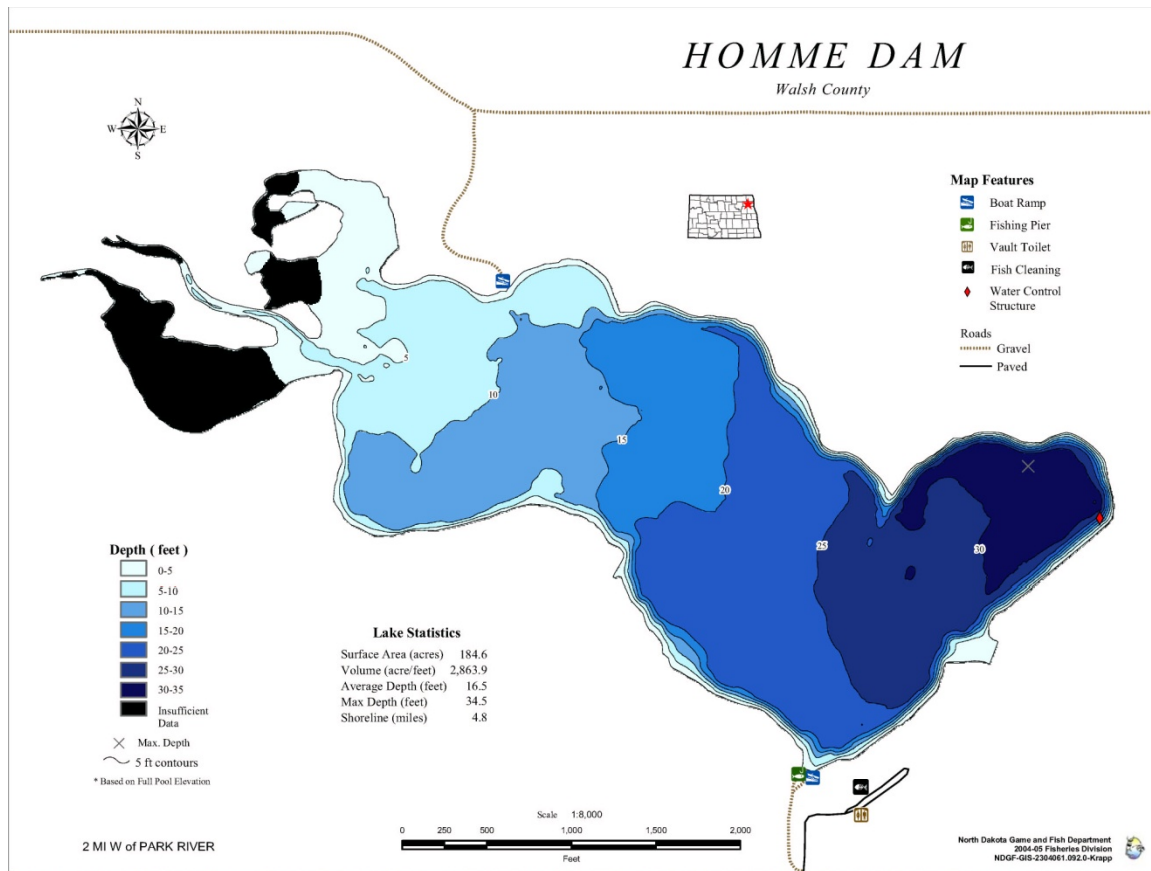 HOMME DAM
Walsh County
N
W E
S
Map Features
Boat Ramp
Fishing Pier
Vault Toilet
Fish Cleaning
Water Control
Structure
Roads
Gravel
Paved
5
10
15
20
25
30
Depth ( feet )
0-5
5-10
10-15
15-20
20-25
25-30
30-35
Insufficient
Data
Max. Depth
5 ft contours
* Based on Full Pool Elevation
Lake Statistics
Surface Area (acres) 184.6
Volume (acre/feet) 2,863.9
Average Depth (feet) 16.5
Max Depth (feet) 34.5
Shoreline (miles) 4.8
Scale 1:8,000
0 250 500 1,000 1,500 2,000
Feet
2 MI W of PARK RIVER
North Dakota Game and Fish Department
2004-05 Fisheries Division
NDGF-GIS-2304061.092.0-Krapp